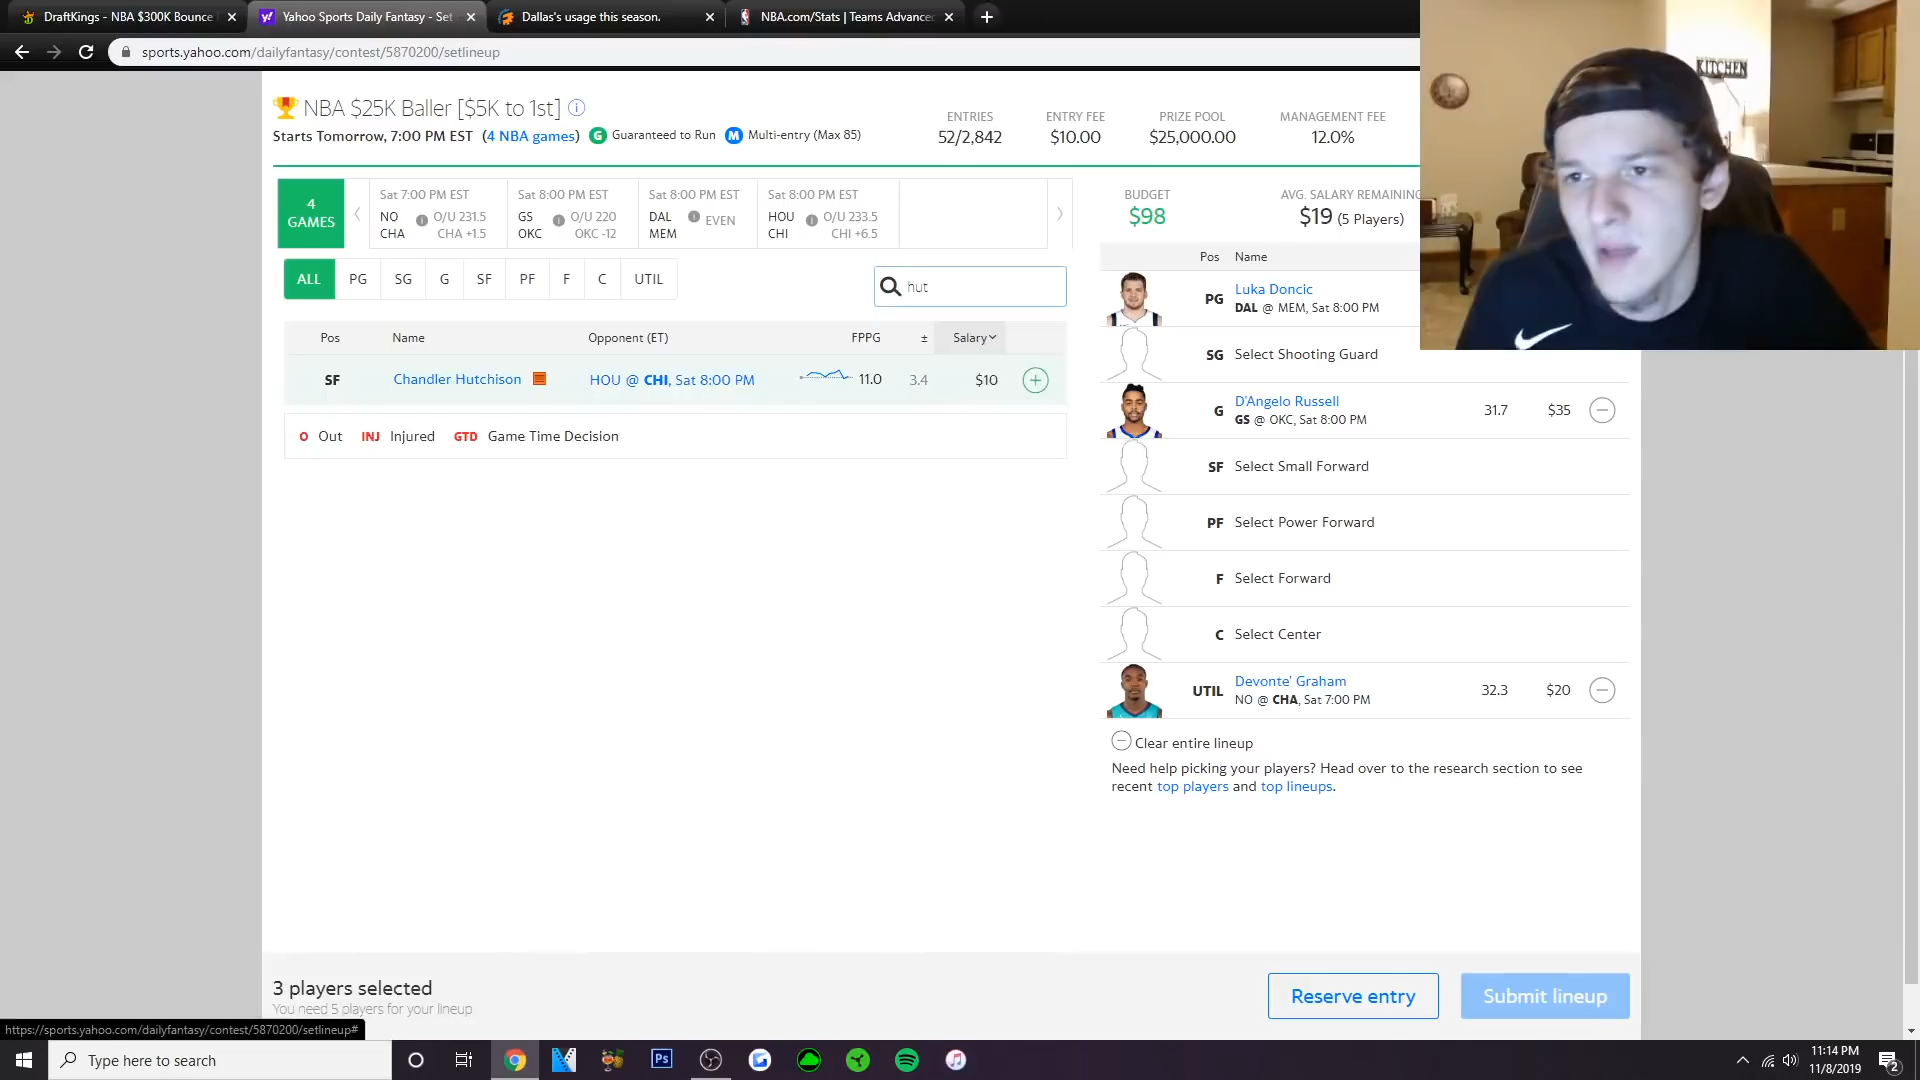 DraftKings - NBA $300K Bounce
Yahoo Sports Daily Fantasy - Set
Dallas's usage this season.
NBA.com/Stats | Teams Advanced
sports.yahoo.com/dailyfantasy/contest/5870200/setlineup
KITCHEN
NBA $25K Baller [$5K to 1st]
Starts Tomorrow, 7:00 PM EST (4 NBA games) G Guaranteed to Run M Multi-entry (Max 85)
ENTRIES
52/2,842
ENTRY FEE
$10.00
PRIZE POOL
$25,000.00
MANAGEMENT FEE
12.0%
4
GAMES
Sat 7:00 PM EST
NO O/U 231.5
CHA CHA +1.5
Sat 8:00 PM EST
GS O/U 220
OKC OKC -12
Sat 8:00 PM EST
DAL EVEN
MEM
Sat 8:00 PM EST
HOU O/U 233.5
CHI CHI +6.5
BUDGET
$98
AVG. SALARY REMAINING
$19 (5 Players)
ALL PG SG G SF PF F C UTIL
hut
Pos Name Opponent (ET) FPPG ± Salary
SF Chandler Hutchison HOU @ CHI, Sat 8:00 PM 11.0 3.4 $10
O Out INJ Injured GTD Game Time Decision
Pos Name
PG Luka Doncic
DAL @ MEM, Sat 8:00 PM
SG Select Shooting Guard
G D'Angelo Russell 31.7 $35
GS @ OKC, Sat 8:00 PM
SF Select Small Forward
PF Select Power Forward
F Select Forward
C Select Center
UTIL Devonte' Graham 32.3 $20
NO @ CHA, Sat 7:00 PM
Clear entire lineup
Need help picking your players? Head over to the research section to see
recent top players and top lineups.
3 players selected
You need 5 players for your lineup
Reserve entry
Submit lineup
https://sports.yahoo.com/dailyfantasy/contest/5870200/setlineup#
Type here to search
Ps
11:14 PM
11/8/2019
2